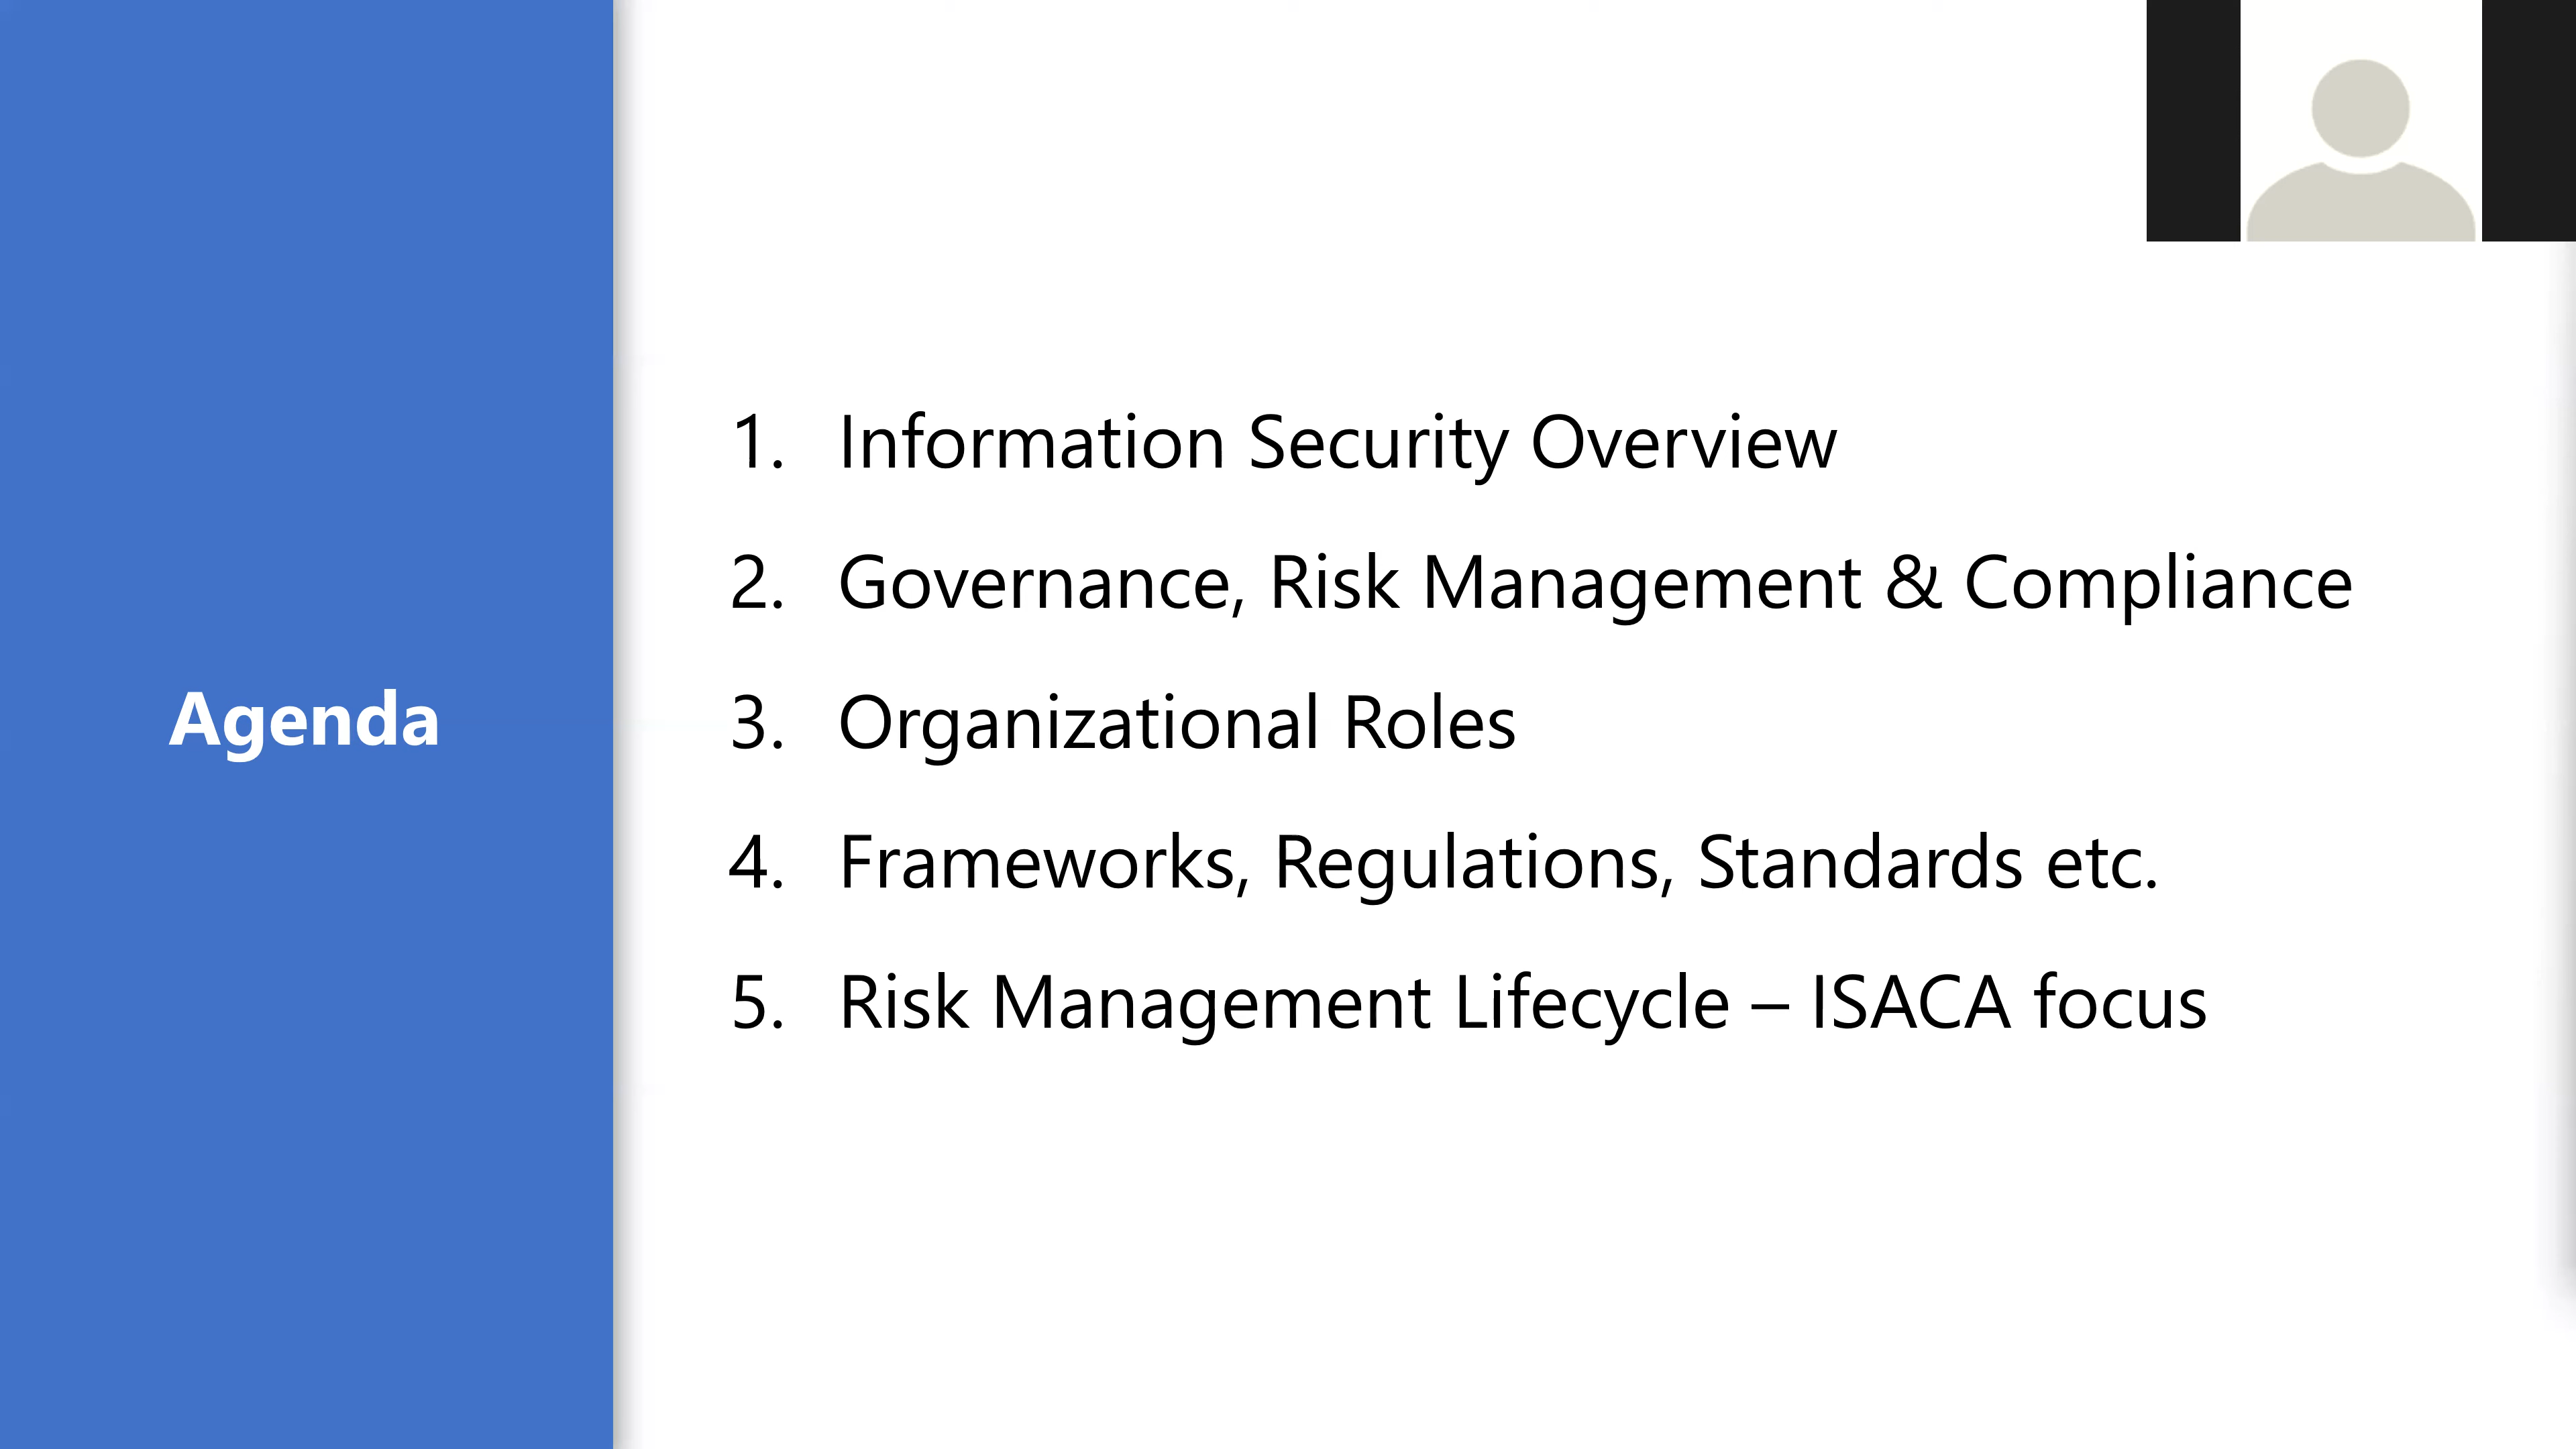 Agenda
1. Information Security Overview
2. Governance, Risk Management & Compliance
3. Organizational Roles
4. Frameworks, Regulations, Standards etc.
5. Risk Management Lifecycle – ISACA focus